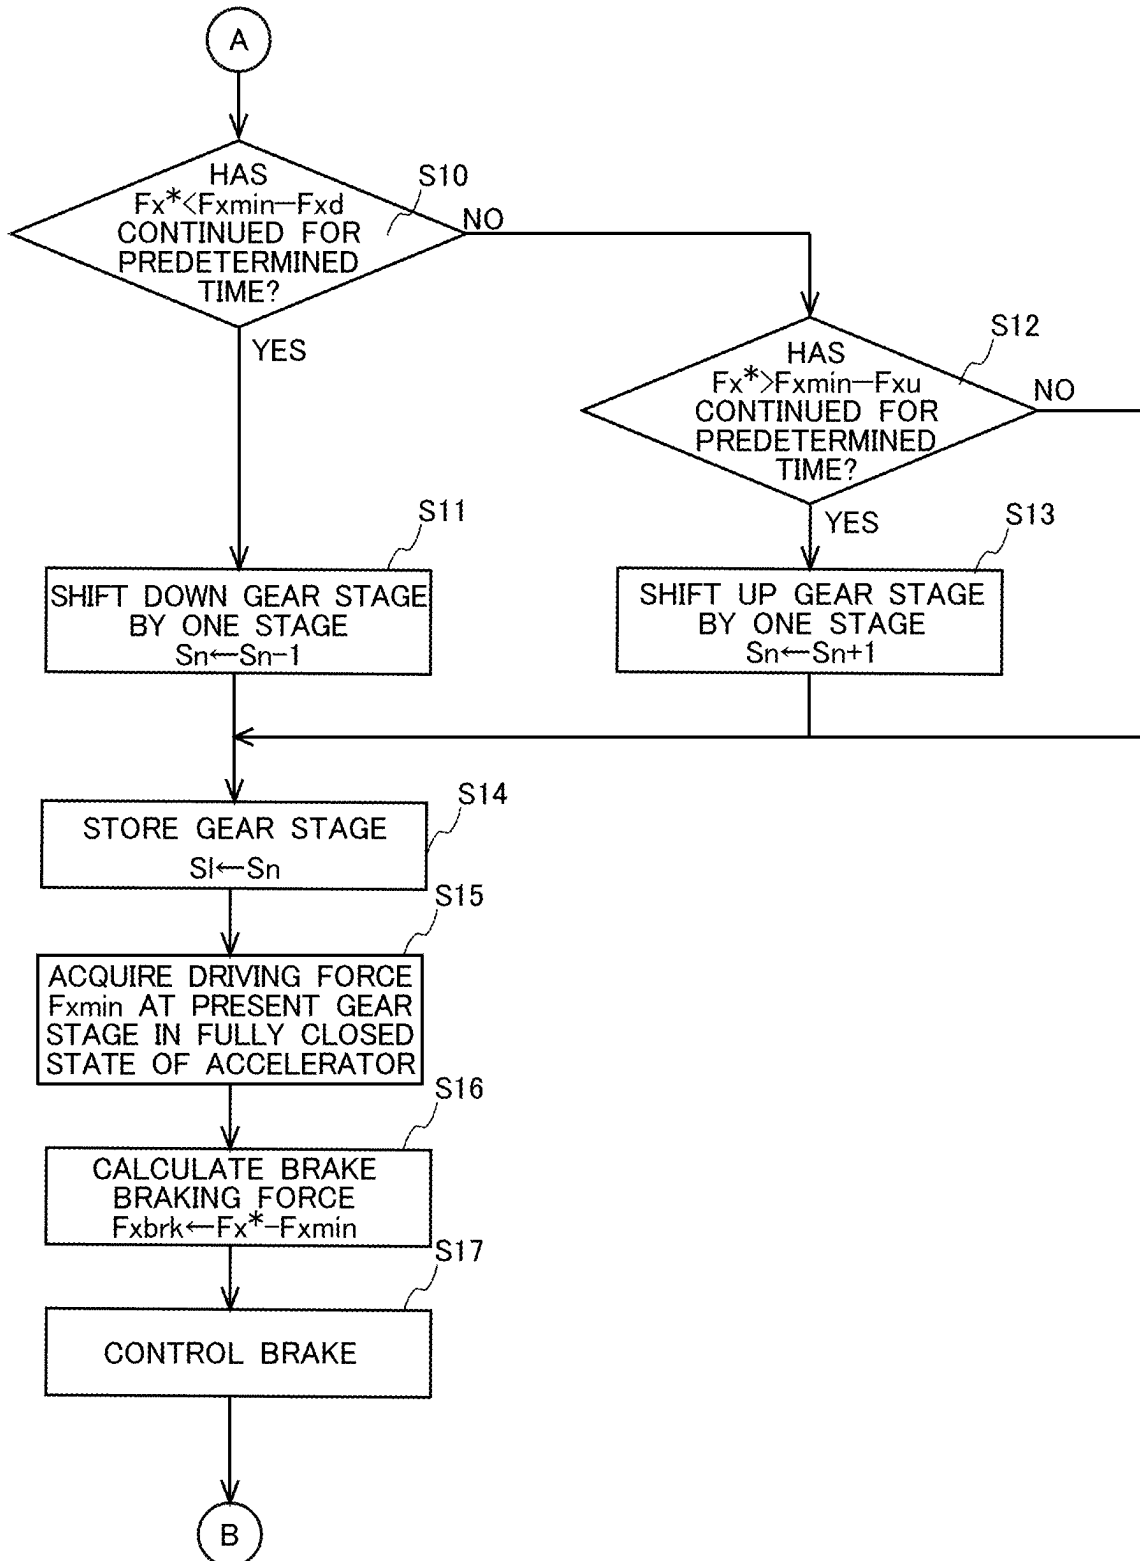 A
HAS
Fx*<Fxmin−Fxd
CONTINUED FOR
PREDETERMINED
TIME?
S10
NO
YES
HAS
Fx*>Fxmin−Fxu
CONTINUED FOR
PREDETERMINED
TIME?
S12
NO
YES
S11
SHIFT DOWN GEAR STAGE
BY ONE STAGE
Sn←Sn−1
S13
SHIFT UP GEAR STAGE
BY ONE STAGE
Sn←Sn+1
S14
STORE GEAR STAGE
Sl←Sn
S15
ACQUIRE DRIVING FORCE
Fxmin AT PRESENT GEAR
STAGE IN FULLY CLOSED
STATE OF ACCELERATOR
S16
CALCULATE BRAKE
BRAKING FORCE
Fxbrk←Fx*−Fxmin
S17
CONTROL BRAKE
B